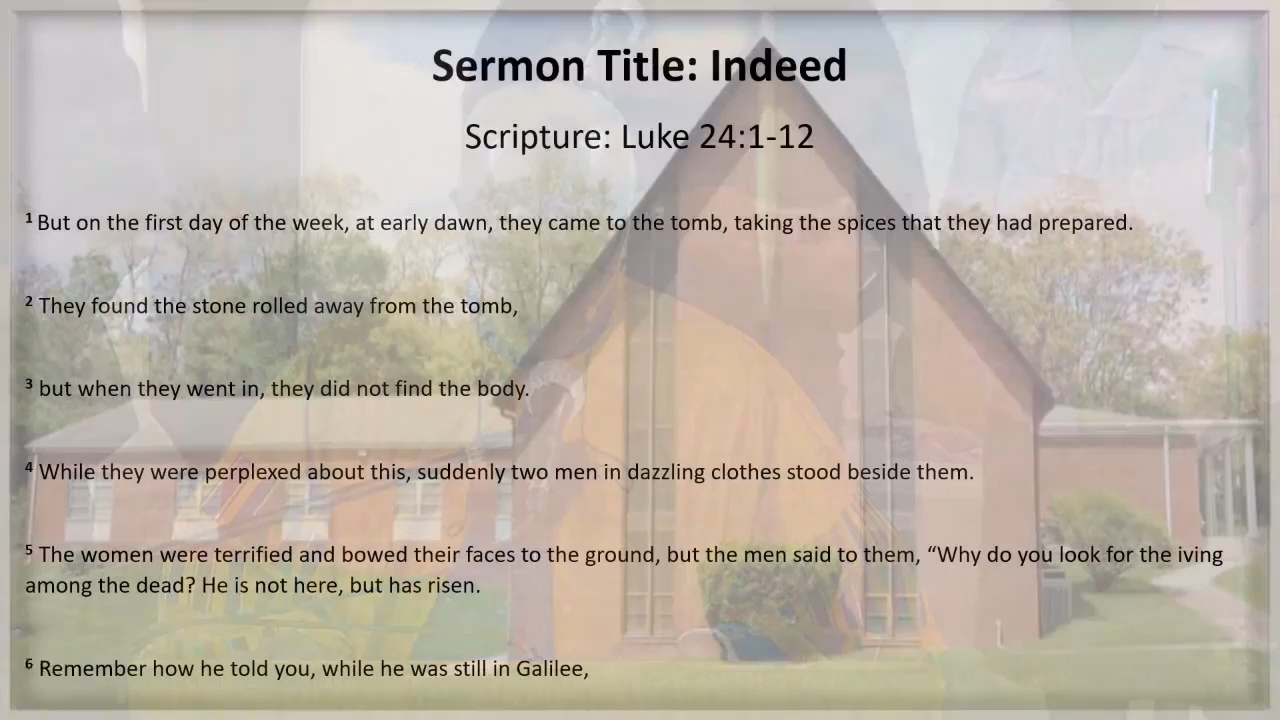 Sermon Title: Indeed
Scripture: Luke 24:1-12
1 But on the first day of the week, at early dawn, they came to the tomb, taking the spices that they had prepared.
2 They found the stone rolled away from the tomb,
3 but when they went in, they did not find the body.
4 While they were perplexed about this, suddenly two men in dazzling clothes stood beside them.
5 The women were terrified and bowed their faces to the ground, but the men said to them, “Why do you look for the iving
among the dead? He is not here, but has risen.
6 Remember how he told you, while he was still in Galilee,